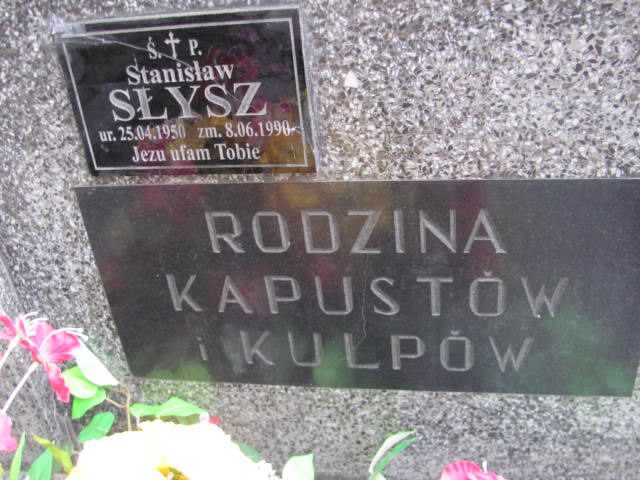 Ś. † P.
Stanisław
SŁYSZ
ur. 25.04.1950 zm. 8.06.1990
Jezu ufam Tobie
RODZINA
KAPUSTÓW
i KULPÓW